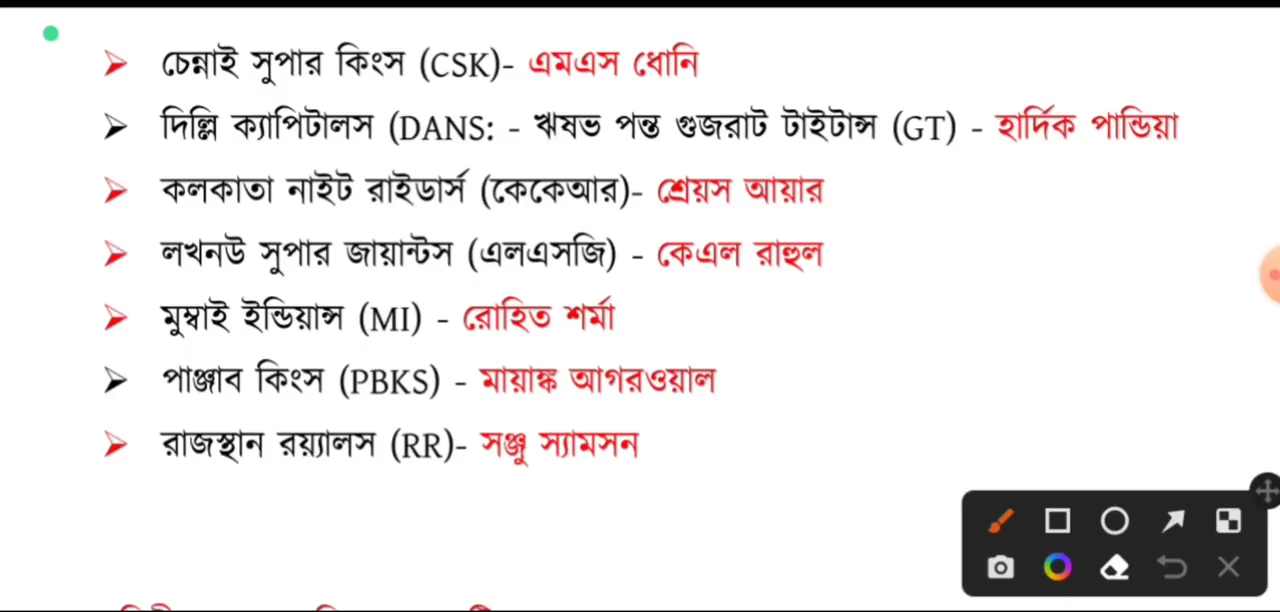 চেন্নাই সুপার কিংস (CSK)- এমএস ধোনি
দিল্লি ক্যাপিটালস (DANS: - ঋষভ পন্ত গুজরাট টাইটান্স (GT) - হার্দিক পান্ডিয়া
কলকাতা নাইট রাইডার্স (কেকেআর)- শ্রেয়স আয়ার
লখনউ সুপার জায়ান্টস (এলএসজি) - কেএল রাহুল
মুম্বাই ইন্ডিয়ান্স (MI) - রোহিত শর্মা
পাঞ্জাব কিংস (PBKS) - মায়াঙ্ক আগরওয়াল
রাজস্থান রয়্যালস (RR)- সঞ্জু স্যামসন